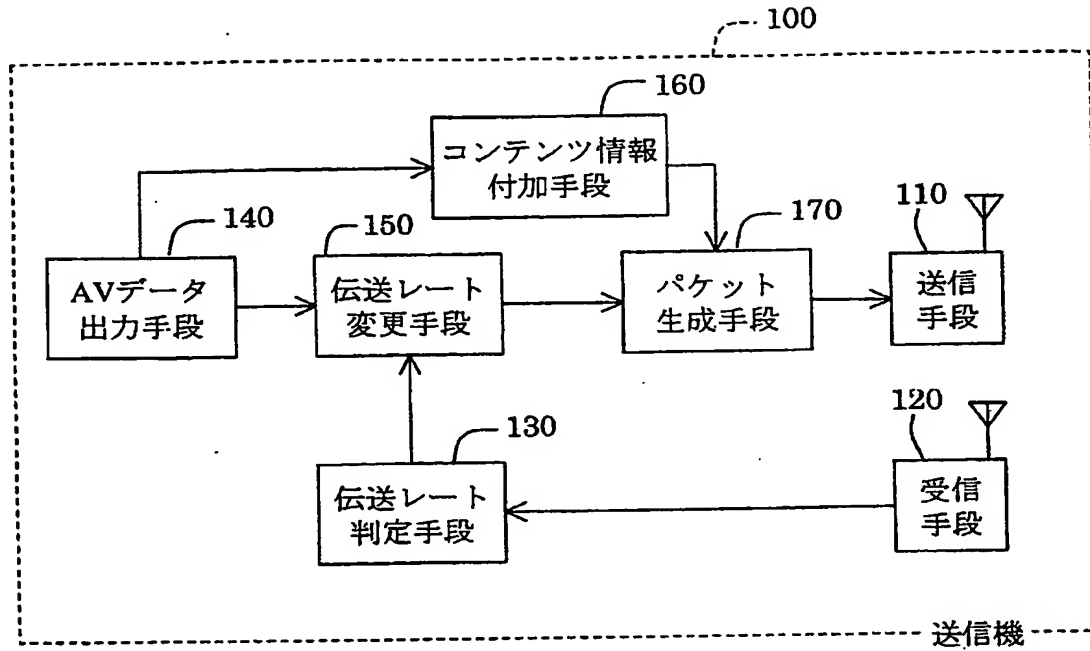 100
160
コンテンツ情報
付加手段
140
AVデータ
出力手段
150
伝送レート
変更手段
170
パケット
生成手段
110
送信
手段
130
伝送レート
判定手段
120
受信
手段
送信機